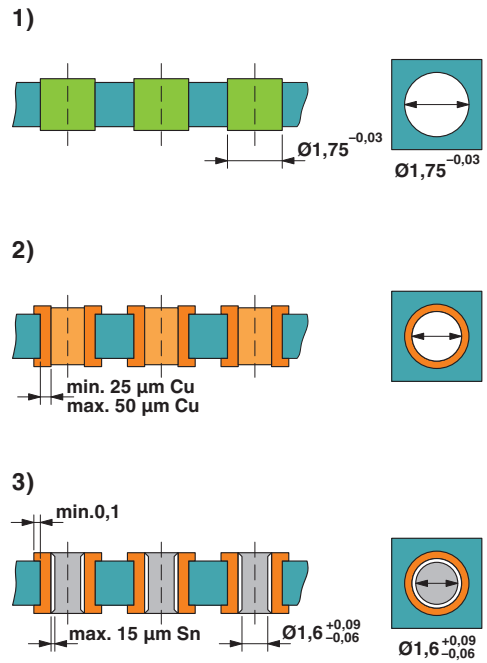 1)
Ø1,75 −0,03
Ø1,75 −0,03
2)
min. 25 µm Cu
max. 50 µm Cu
3)
min.0,1
max. 15 µm Sn
Ø1,6 +0,09 −0,06
Ø1,6 +0,09 −0,06